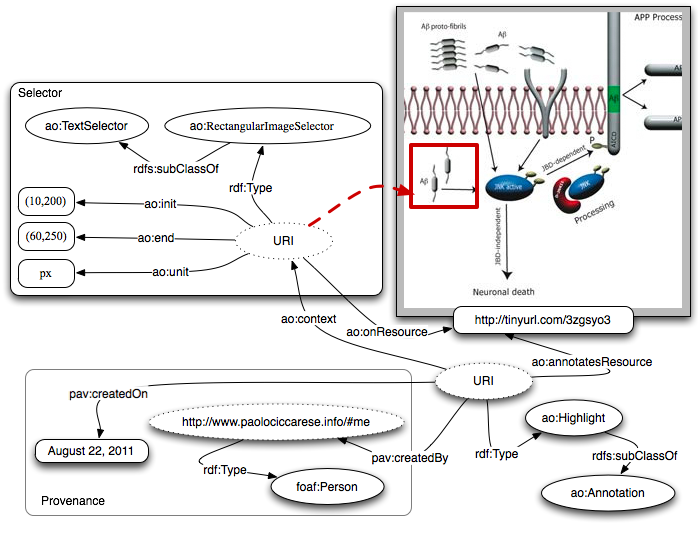 Selector
ao:TextSelector
ao:RectangularImageSelector
rdfs:subClassOf
rdf:Type
(10,200)
ao:init
(60,250)
ao:end
URI
px
ao:unit
APP Process
Aβ proto-fibrils
Aβ
Aβ
AICD
P
JBD-dependent
Aβ
JNK active
JNK
Processing
JBD-independent
Neuronal death
http://tinyurl.com/3zgsyo3
ao:context
ao:onResource
ao:annotatesResource
URI
pav:createdOn
http://www.paolociccarese.info/#me
ao:Highlight
August 22, 2011
pav:createdBy
rdf:Type
rdfs:subClassOf
rdf:Type
foaf:Person
ao:Annotation
Provenance